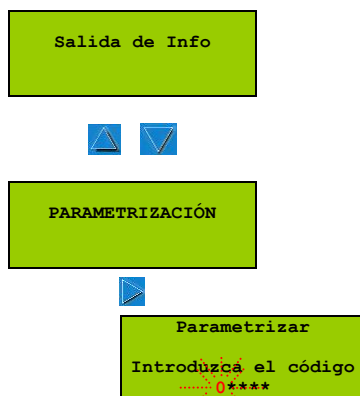 Salida de Info
PARAMETRIZACIÓN
Parametrizar
Introduzca el código
0****